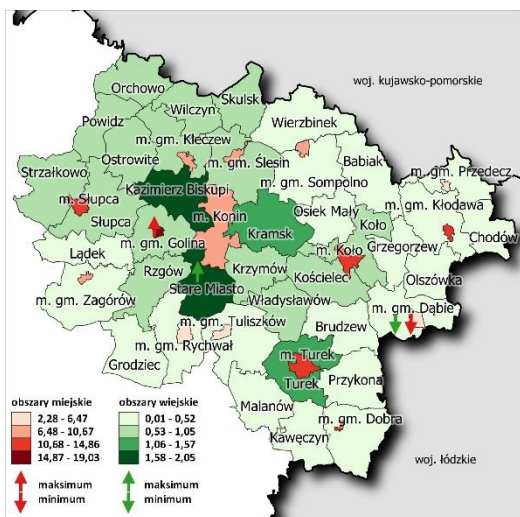 woj. kujawsko-pomorskie
Orchowo
Skulsk
Wilczyn
Wierzbinek
Powidz
m. gm. Kleczew
Ostrowite
m. gm. Ślesin
Babiak
m. gm. Przedecz
Strzałkowo
m. gm. Sompolno
Kazimierz Biskupi
m. gm. Kłodawa
m. Słupca
m. Konin
Osiek Mały
Słupca
Kramsk
Koło
Chodów
m. gm. Golina
m. Koło
Grzegorzew
Lądek
Rzgów
Krzymów
Kościelec
Olszówka
m. gm. Zagórów
Stare Miasto
Władysławów
m. gm. Dąbie
m. gm. Tuliszków
Brudzew
m. gm. Rychwał
Grodziec
m. Turek
Turek
Przykona
Malanów
m. gm. Dobra
Kawęczyn
woj. łódzkie
obszary miejskie
2,28 - 6,47
6,48 - 10,67
10,68 - 14,86
14,87 - 19,03
maksimum
minimum
obszary wiejskie
0,01 - 0,52
0,53 - 1,05
1,06 - 1,57
1,58 - 2,05
maksimum
minimum